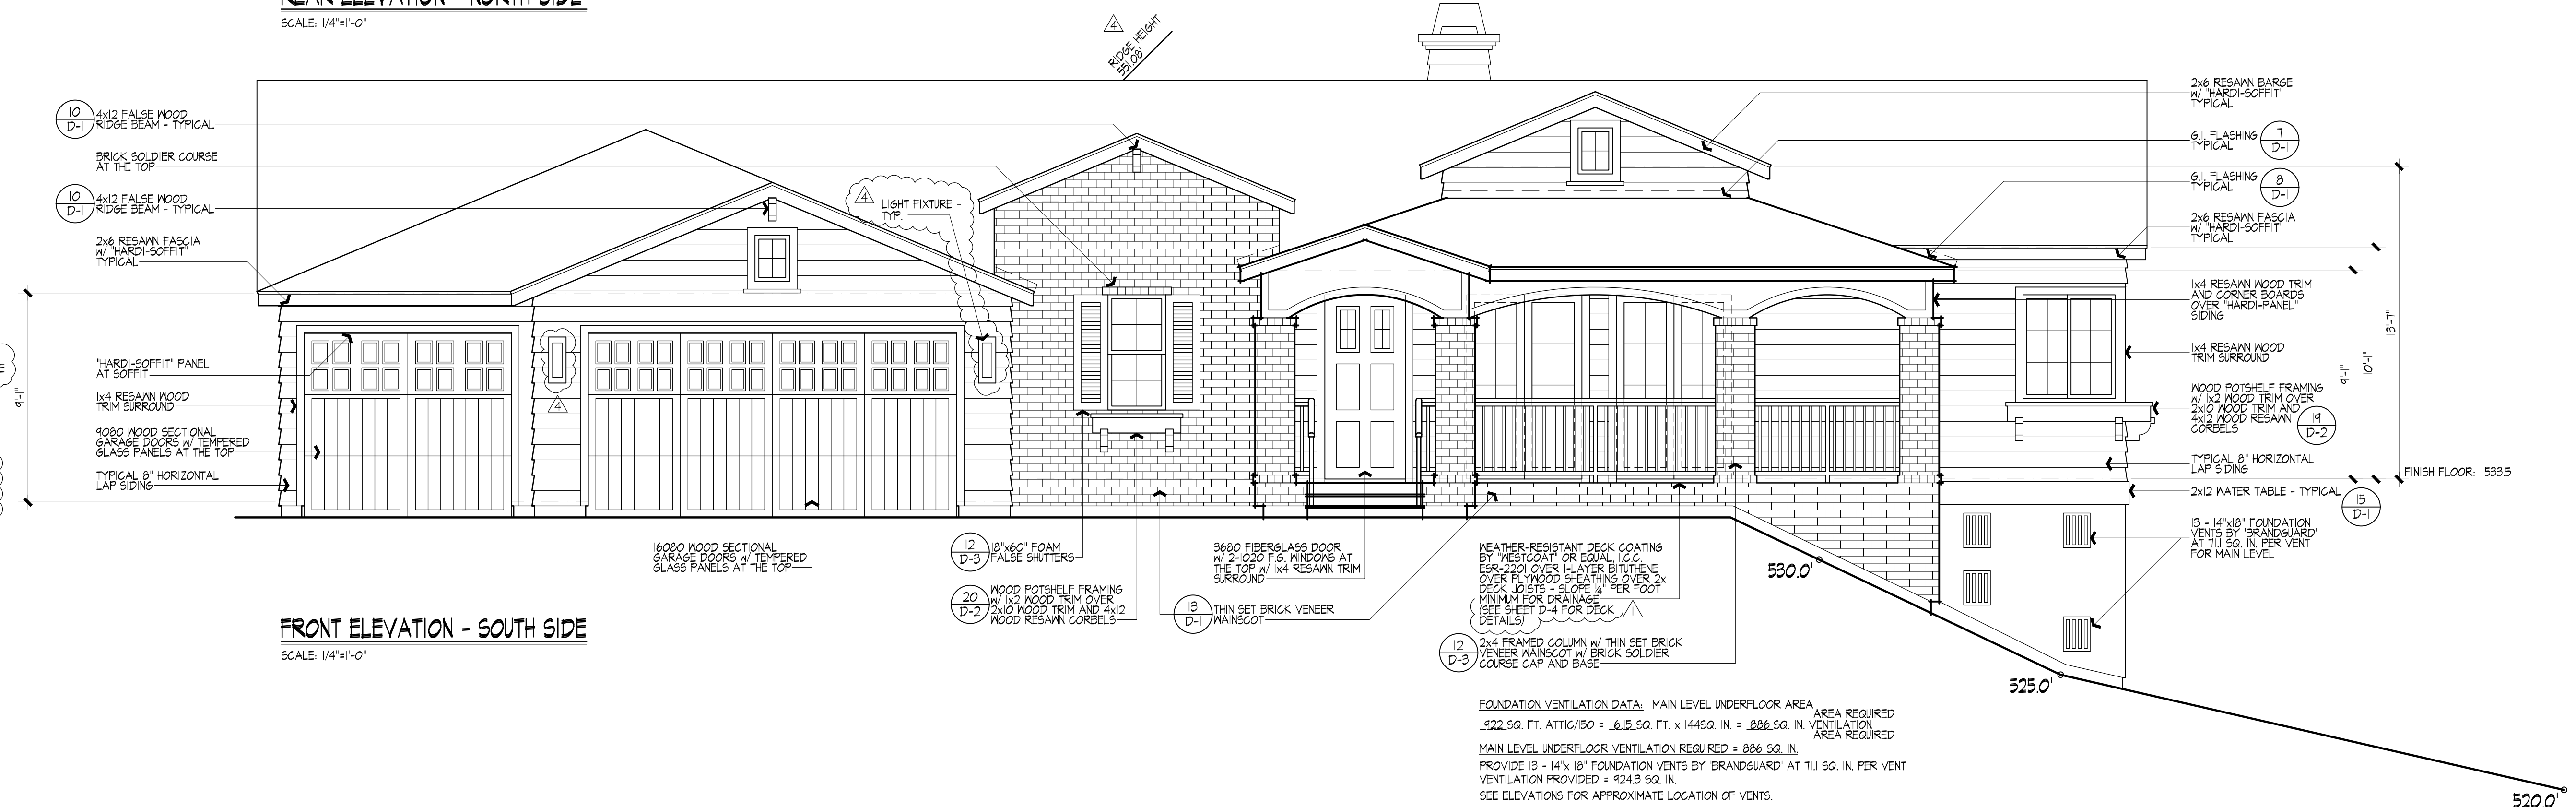 REAR ELEVATION - NORTH SIDE
SCALE: 1/4"=1'-0"
4
RIDGE HEIGHT
551.08'
10
D-1
4x12 FALSE WOOD
RIDGE BEAM - TYPICAL
BRICK SOLDIER COURSE
AT THE TOP
10
D-1
4x12 FALSE WOOD
RIDGE BEAM - TYPICAL
2x6 RESAWN FASCIA
W/ "HARDI-SOFFIT"
TYPICAL
9'-1"
"HARDI-SOFFIT" PANEL
AT SOFFIT
1x4 RESAWN WOOD
TRIM SURROUND
9080 WOOD SECTIONAL
GARAGE DOORS W/ TEMPERED
GLASS PANELS AT THE TOP
TYPICAL 8" HORIZONTAL
LAP SIDING
4
LIGHT FIXTURE -
TYP.
4
2x6 RESAWN BARGE
W/ "HARDI-SOFFIT"
TYPICAL
G.I. FLASHING
TYPICAL
7
D-1
G.I. FLASHING
TYPICAL
8
D-1
2x6 RESAWN FASCIA
W/ "HARDI-SOFFIT"
TYPICAL
1x4 RESAWN WOOD TRIM
AND CORNER BOARDS
OVER "HARDI-PANEL"
SIDING
1x4 RESAWN WOOD
TRIM SURROUND
WOOD POTSHELF FRAMING
W/ 1x2 WOOD TRIM OVER
2x10 WOOD TRIM AND
4x12 WOOD RESAWN
CORBELS
19
D-2
9'-1"
10'-1"
13'-7"
TYPICAL 8" HORIZONTAL
LAP SIDING
FINISH FLOOR: 533.5
2x12 WATER TABLE - TYPICAL
15
D-1
13 - 14"x18" FOUNDATION
VENTS BY 'BRANDGUARD'
AT 71.1 SQ. IN. PER VENT
FOR MAIN LEVEL
16080 WOOD SECTIONAL
GARAGE DOORS W/ TEMPERED
GLASS PANELS AT THE TOP
12
D-3
18"x60" FOAM
FALSE SHUTTERS
20
D-2
WOOD POTSHELF FRAMING
W/ 1x2 WOOD TRIM OVER
2x10 WOOD TRIM AND 4x12
WOOD RESAWN CORBELS
3680 FIBERGLASS DOOR
W/ 2-1020 F.G. WINDOWS AT
THE TOP W/ 1x4 RESAWN TRIM
SURROUND
13
D-1
THIN SET BRICK VENEER
WAINSCOT
WEATHER-RESISTANT DECK COATING
BY "WESTCOAT" OR EQUAL, I.C.C.
ESR-2201 OVER 1-LAYER BITUTHENE
OVER PLYWOOD SHEATHING OVER 2x
DECK JOISTS - SLOPE ¼" PER FOOT
MINIMUM FOR DRAINAGE
(SEE SHEET D-4 FOR DECK
DETAILS)
1
12
D-3
2x4 FRAMED COLUMN W/ THIN SET BRICK
VENEER WAINSCOT W/ BRICK SOLDIER
COURSE CAP AND BASE
530.0'
525.0'
520.0'
FRONT ELEVATION - SOUTH SIDE
SCALE: 1/4"=1'-0"
FOUNDATION VENTILATION DATA: MAIN LEVEL UNDERFLOOR AREA
AREA REQUIRED
922 SQ. FT. ATTIC/150 = 6.15 SQ. FT. x 144SQ. IN. = 886 SQ. IN. VENTILATION
AREA REQUIRED
MAIN LEVEL UNDERFLOOR VENTILATION REQUIRED = 886 SQ. IN.
PROVIDE 13 - 14"x 18" FOUNDATION VENTS BY 'BRANDGUARD' AT 71.1 SQ. IN. PER VENT
VENTILATION PROVIDED = 924.3 SQ. IN.
SEE ELEVATIONS FOR APPROXIMATE LOCATION OF VENTS.